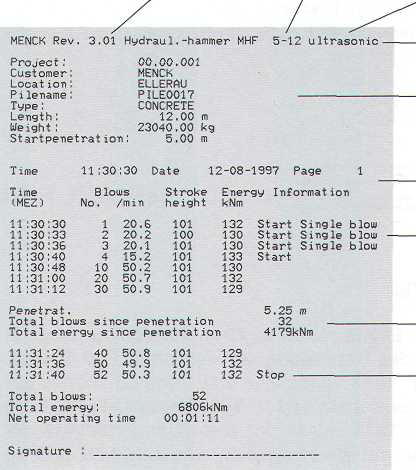 MENCK Rev. 3.01 Hydraul.-hammer MHF 5-12 ultrasonic
Project: 00.00.001
Customer: MENCK
Location: ELLERAU
Pilename: PILE0017
Type: CONCRETE
Length: 12.00 m
Weight: 23040.00 kg
Startpenetration: 5.00 m
Time 11:30:30 Date 12-08-1997 Page 1
Time Blows Stroke Energy Information
(MEZ) No. /min height kNm
11:30:30 1 20.6 101 132 Start Single blow
11:30:33 2 20.2 100 130 Start Single blow
11:30:36 3 20.1 101 130 Start Single blow
11:30:40 4 15.2 101 133 Start
11:30:48 10 50.2 101 130
11:31:00 20 50.7 101 132
11:31:12 30 50.9 101 129
Penetrat. 5.25 m
Total blows since penetration 32
Total energy since penetration 4179kNm
11:31:24 40 50.8 101 129
11:31:36 50 49.9 101 132
11:31:40 52 50.3 101 132 Stop
Total blows: 52
Total energy: 6806kNm
Net operating time 00:01:11
Signature : ________________________________